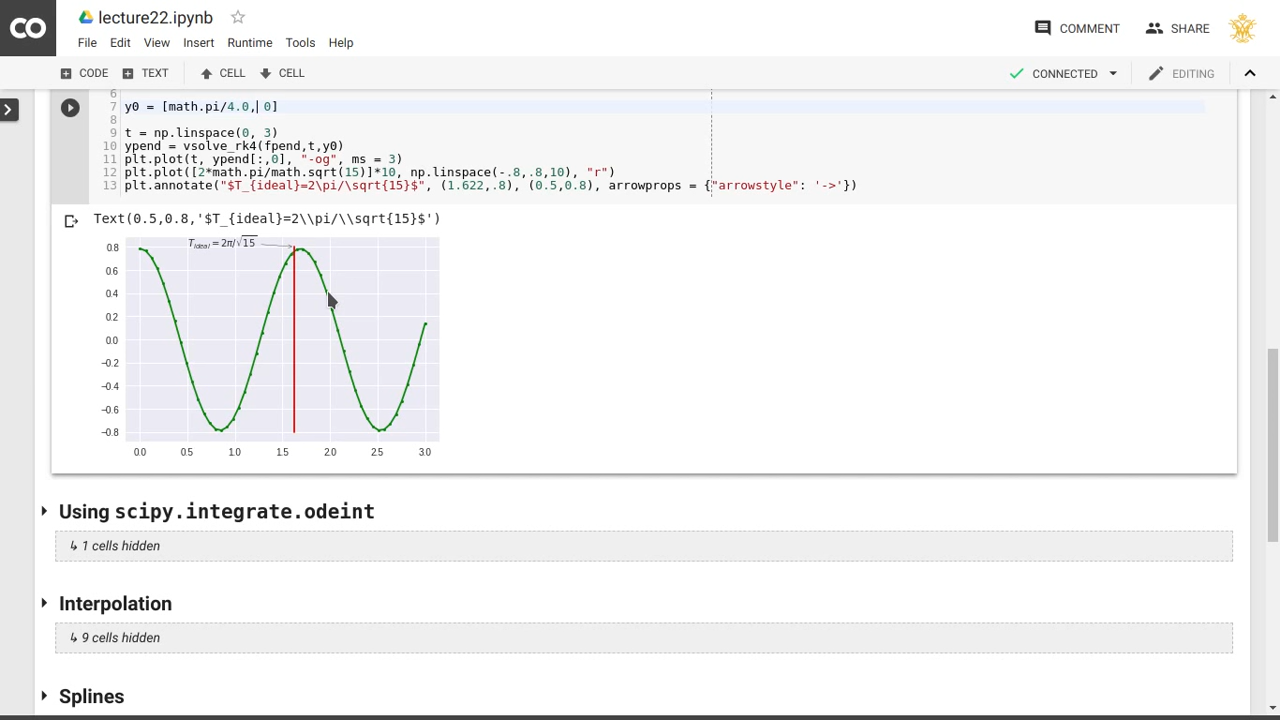 CO
lecture22.ipynb
COMMENT
SHARE
File Edit View Insert Runtime Tools Help
CODE TEXT CELL CELL
CONNECTED
EDITING
6
7 y0 = [math.pi/4.0, 0]
8
9 t = np.linspace(0, 3)
10 ypend = vsolve_rk4(fpend,t,y0)
11 plt.plot(t, ypend[:,0], "-og", ms = 3)
12 plt.plot([2*math.pi/math.sqrt(15)]*10, np.linspace(-.8,.8,10), "r")
13 plt.annotate("$T_{ideal}=2\pi/\sqrt{15}$", (1.622,.8), (0.5,0.8), arrowprops = {"arrowstyle": '->'})
Text(0.5,0.8,'$T_{ideal}=2\\pi/\\sqrt{15}$')
T_ideal = 2π/√15
0.8
0.6
0.4
0.2
0.0
−0.2
−0.4
−0.6
−0.8
0.0 0.5 1.0 1.5 2.0 2.5 3.0
Using scipy.integrate.odeint
↳ 1 cells hidden
Interpolation
↳ 9 cells hidden
Splines